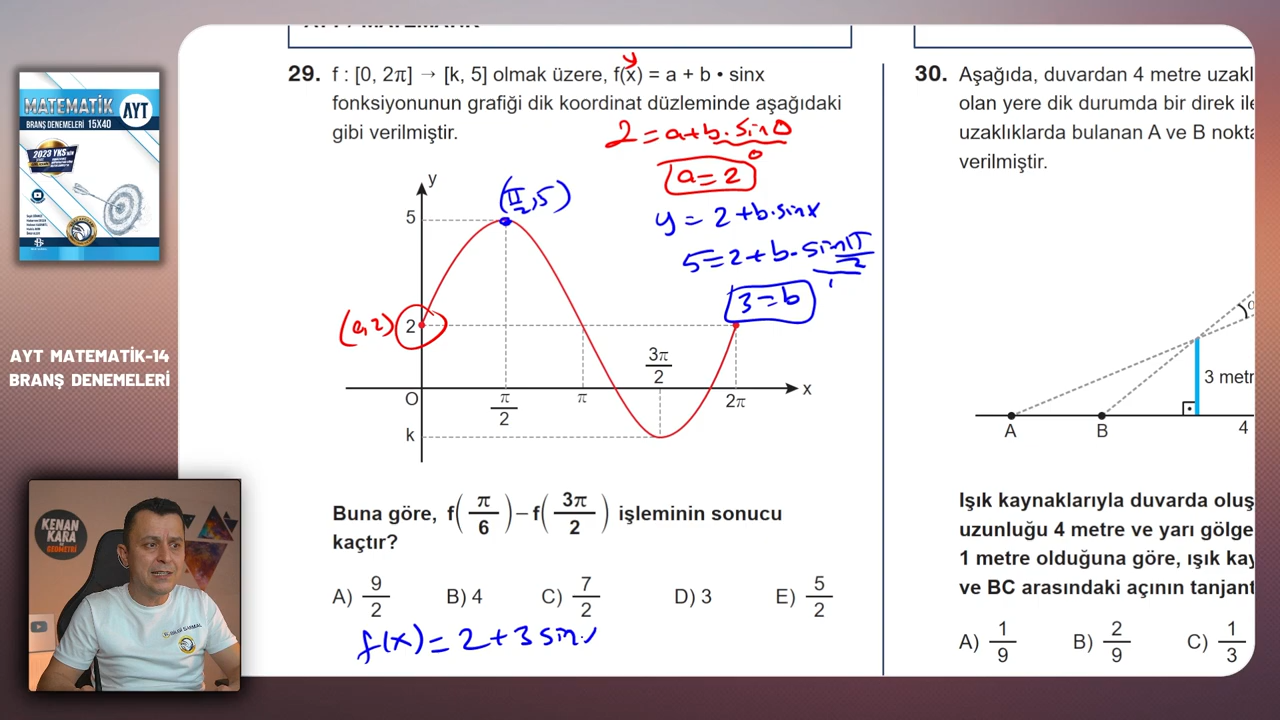 MATEMATİK
AYT
BRANŞ DENEMELERİ 15X40
2023 YKS'NİN
AYT MATEMATİK-14
BRANŞ DENEMELERİ
KENAN
KARA
GEOMETRİ
29. f : [0, 2π] → [k, 5] olmak üzere, f(x) = a + b • sinx
fonksiyonunun grafiği dik koordinat düzleminde aşağıdaki
gibi verilmiştir.
2 = a+b.sin0
0
a = 2
y = 2 + b.sinx
5 = 2 + b. sin π/2
1
3 = b
(π/2, 5)
(0,2)
y
5
2
k
O
π/2
π
3π/2
2π
x
Buna göre, f(π/6) – f(3π/2) işleminin sonucu
kaçtır?
A) 9/2 B) 4 C) 7/2 D) 3 E) 5/2
f(x) = 2 + 3 sin
30. Aşağıda, duvardan 4 metre uzakl
olan yere dik durumda bir direk ile
uzaklıklarda bulanan A ve B nokta
verilmiştir.
3 metr
A
B
4
Işık kaynaklarıyla duvarda oluş
uzunluğu 4 metre ve yarı gölge
1 metre olduğuna göre, ışık kay
ve BC arasındaki açının tanjant
A) 1/9 B) 2/9 C) 1/3